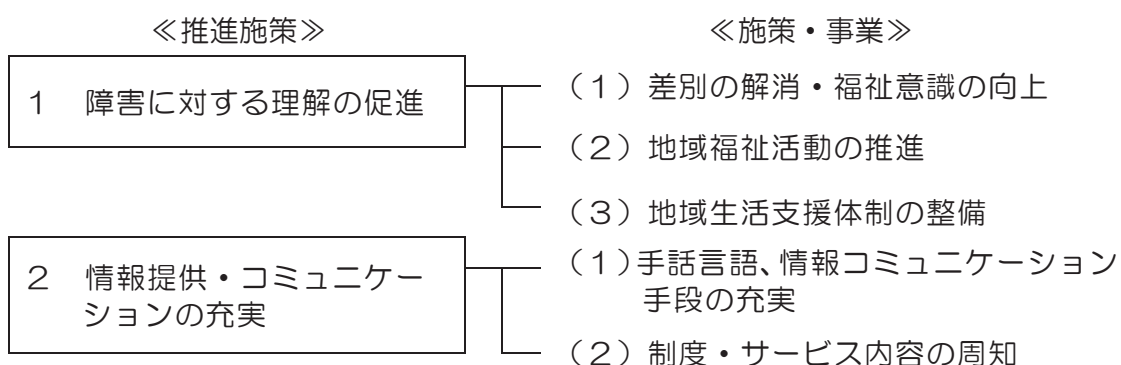 ≪推進施策≫
≪施策・事業≫
1 障害に対する理解の促進
(1)差別の解消・福祉意識の向上
(2)地域福祉活動の推進
(3)地域生活支援体制の整備
2 情報提供・コミュニケー
ションの充実
(1)手話言語、情報コミュニケーション
手段の充実
(2)制度・サービス内容の周知